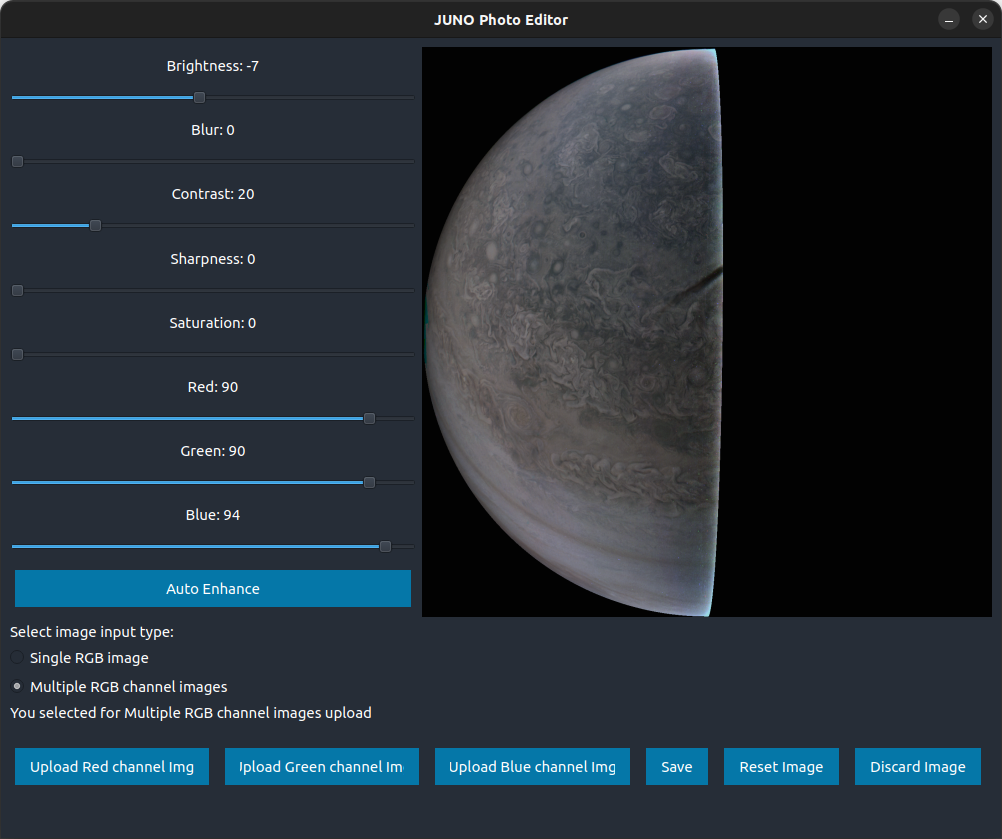 JUNO Photo Editor
Brightness: -7
Blur: 0
Contrast: 20
Sharpness: 0
Saturation: 0
Red: 90
Green: 90
Blue: 94
Auto Enhance
Select image input type:
Single RGB image
Multiple RGB channel images
You selected for Multiple RGB channel images upload
Upload Red channel Img
Upload Green channel Im
Upload Blue channel Img
Save
Reset Image
Discard Image